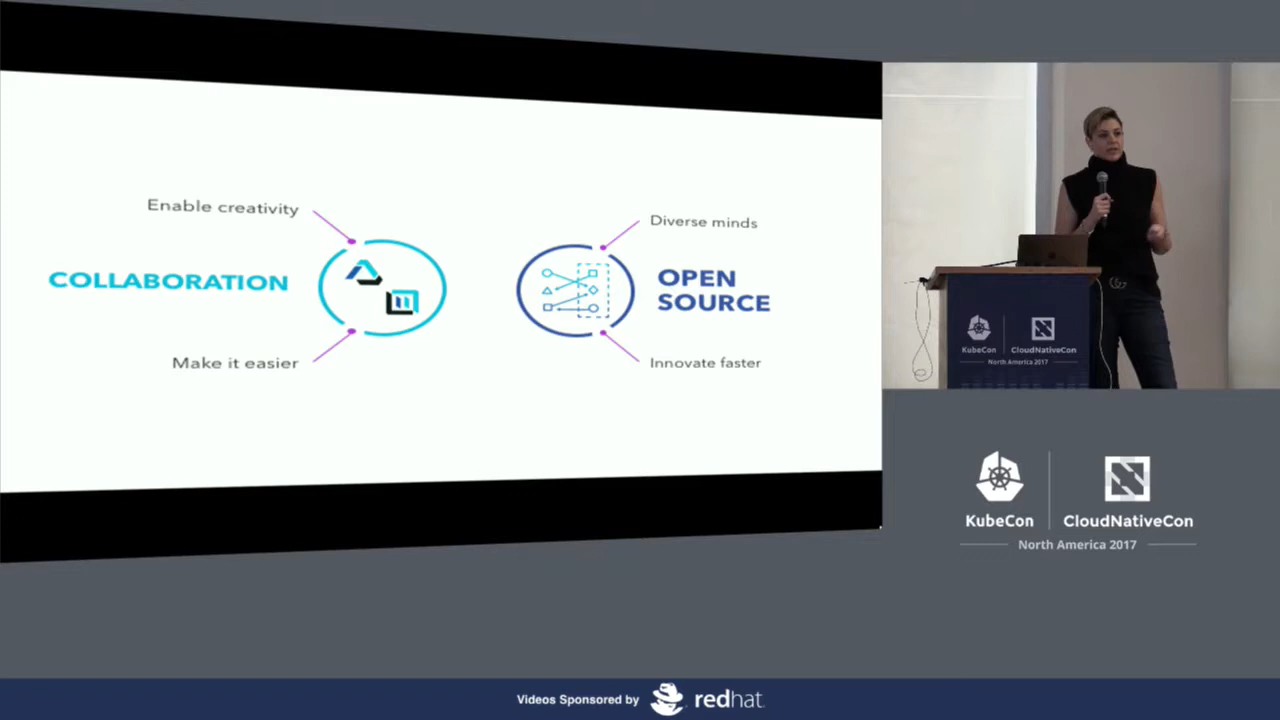 Enable creativity
COLLABORATION
Make it easier
Diverse minds
OPEN
SOURCE
Innovate faster
KubeCon
CloudNativeCon
North America 2017
KubeCon
CloudNativeCon
North America 2017
Videos Sponsored by
redhat